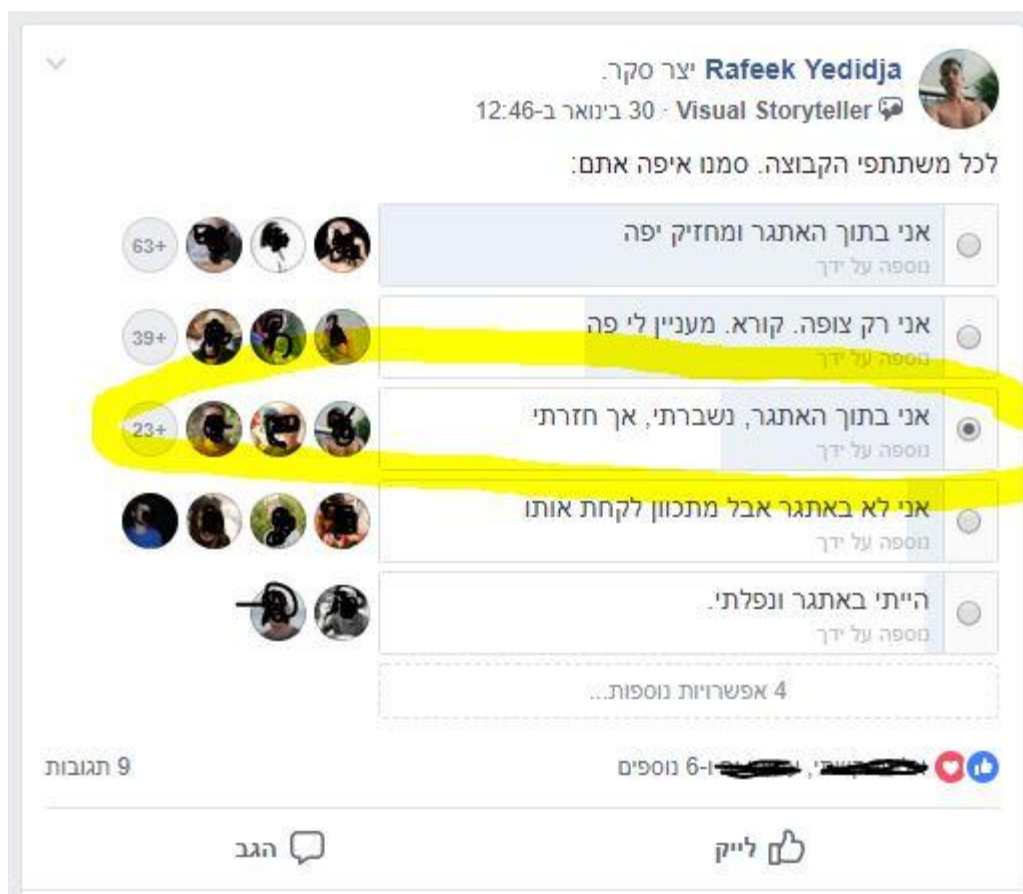 Rafeek Yedidja יצר סקר.
Visual Storyteller · 30 בינואר ב-12:46
לכל משתתפי הקבוצה. סמנו איפה אתם:
אני בתוך האתגר ומחזיק יפה
נוספה על ידך
63+
אני רק צופה. קורא. מעניין לי פה
נוספה על ידך
39+
אני בתוך האתגר, נשברתי, אך חזרתי
נוספה על ידך
23+
אני לא באתגר אבל מתכוון לקחת אותו
נוספה על ידך
הייתי באתגר ונפלתי.
נוספה על ידך
4 אפשרויות נוספות...
ו-6 נוספים
9 תגובות
לייק
הגב